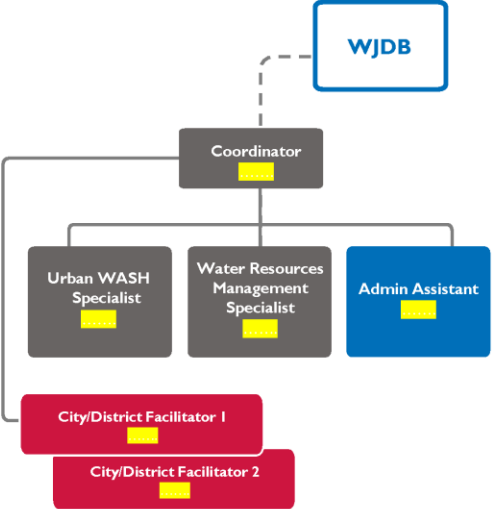 WJDB
Coordinator
.......
Urban WASH
Specialist
.......
Water Resources
Management
Specialist
.......
Admin Assistant
.......
City/District Facilitator 1
......
City/District Facilitator 2
......